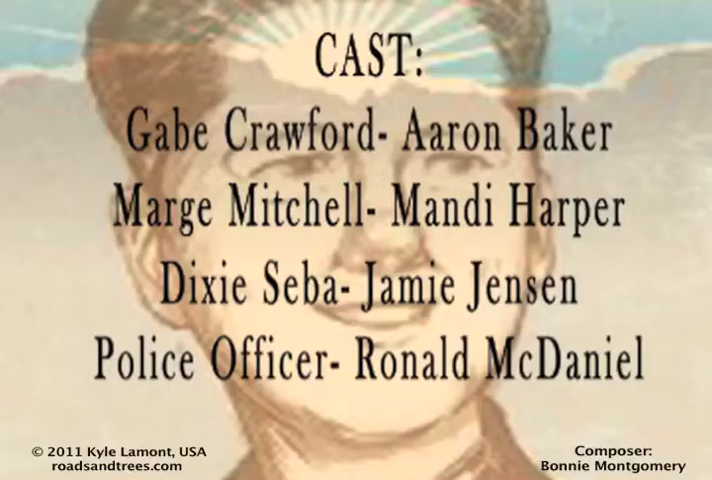 CAST:
Gabe Crawford- Aaron Baker
Marge Mitchell- Mandi Harper
Dixie Seba- Jamie Jensen
Police Officer- Ronald McDaniel
© 2011 Kyle Lamont, USA
roadsandtrees.com
Composer:
Bonnie Montgomery